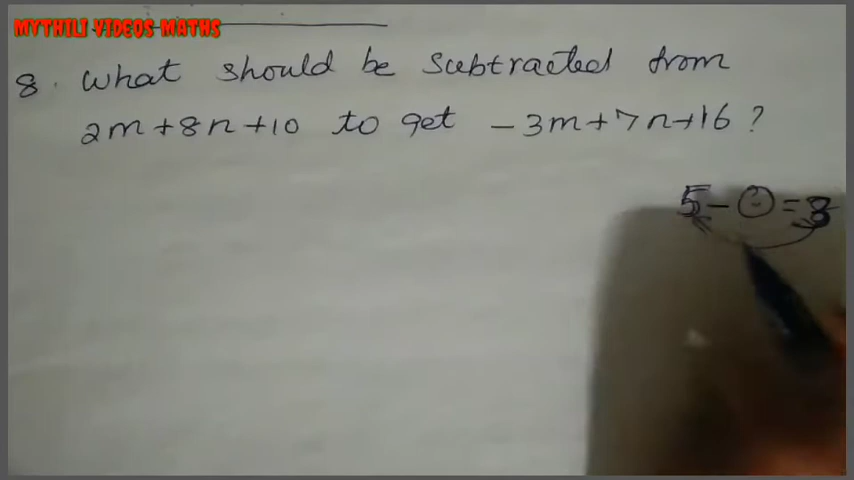 MYTHILI VIDEOS MATHS
8. What should be subtracted from
2m+8n+10 to get -3m+7n+16?
5-?=3